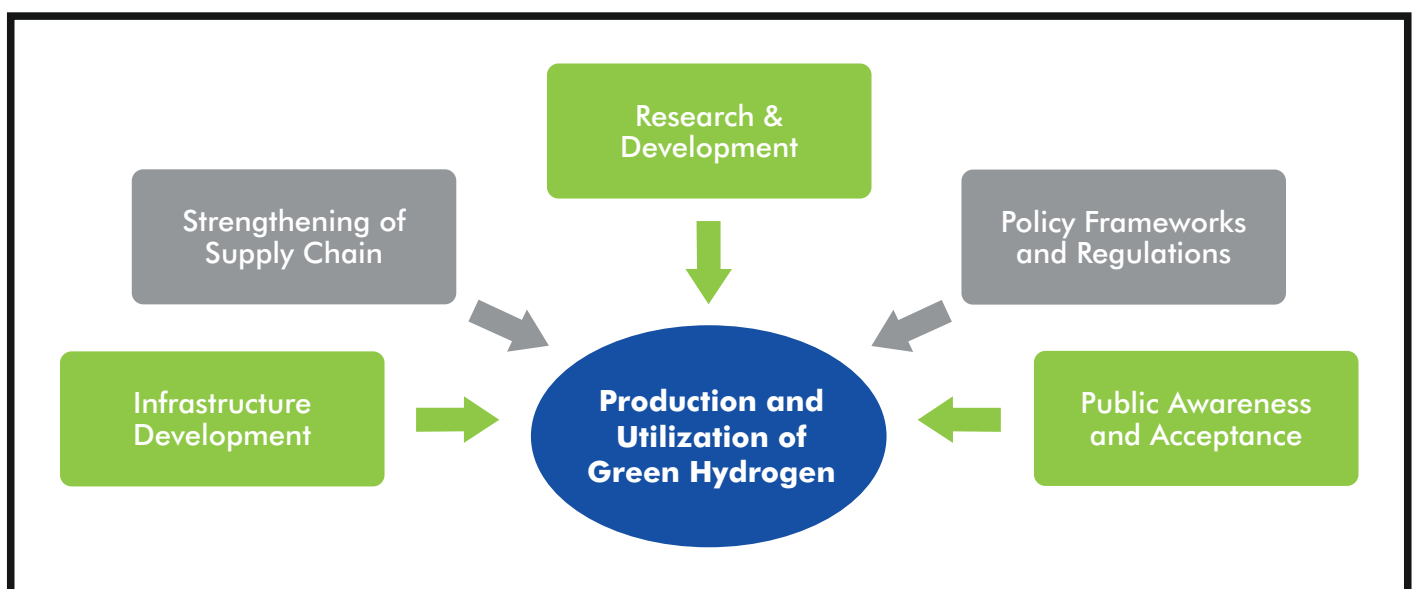 Research &
Development
Strengthening of
Supply Chain
Policy Frameworks
and Regulations
Infrastructure
Development
Production and
Utilization of
Green Hydrogen
Public Awareness
and Acceptance